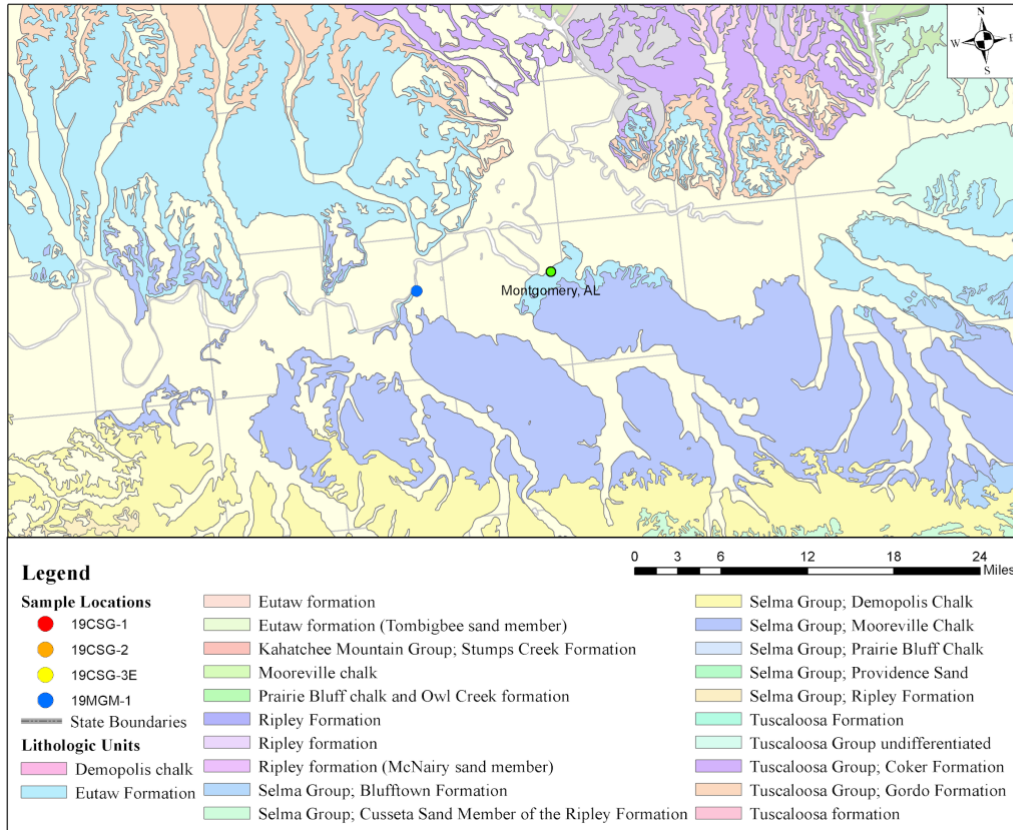 N
W
E
S
Montgomery, AL
Legend
0 3 6 12 18 24
Miles
Sample Locations
19CSG-1
19CSG-2
19CSG-3E
19MGM-1
State Boundaries
Lithologic Units
Demopolis chalk
Eutaw Formation
Eutaw formation
Eutaw formation (Tombigbee sand member)
Kahatchee Mountain Group; Stumps Creek Formation
Mooreville chalk
Prairie Bluff chalk and Owl Creek formation
Ripley Formation
Ripley formation
Ripley formation (McNairy sand member)
Selma Group; Blufftown Formation
Selma Group; Cusseta Sand Member of the Ripley Formation
Selma Group; Demopolis Chalk
Selma Group; Mooreville Chalk
Selma Group; Prairie Bluff Chalk
Selma Group; Providence Sand
Selma Group; Ripley Formation
Tuscaloosa Formation
Tuscaloosa Group undifferentiated
Tuscaloosa Group; Coker Formation
Tuscaloosa Group; Gordo Formation
Tuscaloosa formation